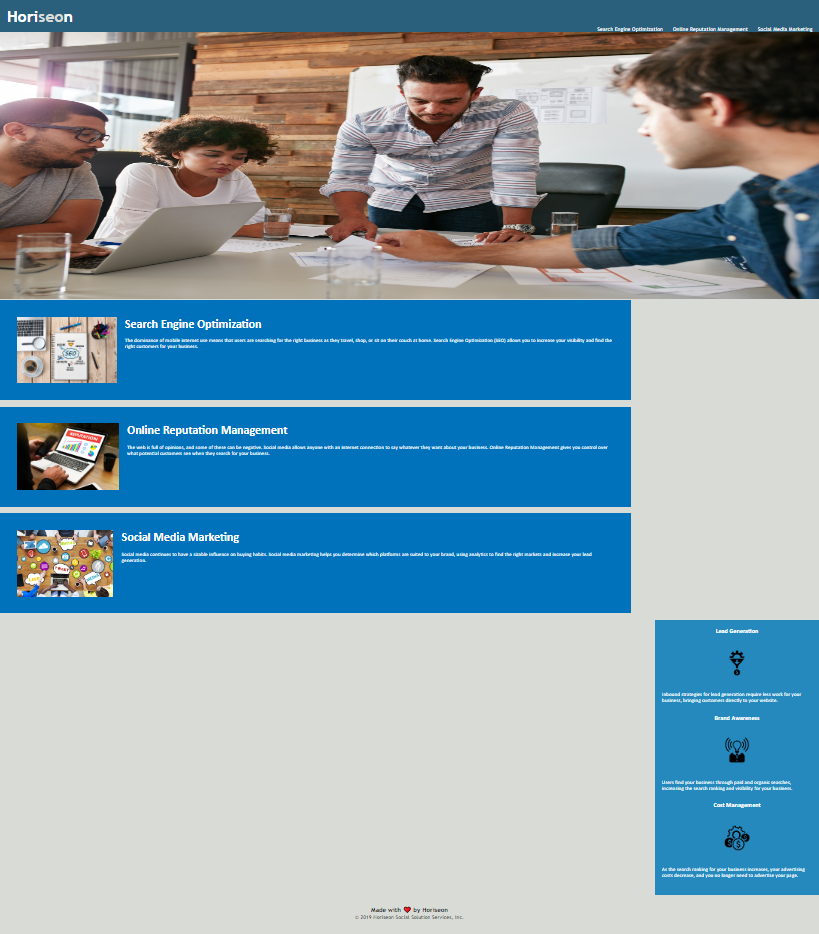 Horiseon
Search Engine Optimization Online Reputation Management Social Media Marketing
Search Engine Optimization
The dominance of mobile internet use means that users are searching for the right business as they travel, shop, or sit on their couch at home. Search Engine Optimization (SEO) allows you to increase your visibility and find the
right customers for your business.
SEO
Online Reputation Management
The web is full of opinions, and some of these can be negative. Social media allows anyone with an internet connection to say whatever they want about your business. Online Reputation Management gives you control over
what potential customers see when they search for your business.
REPUTATION
Social Media Marketing
Social media continues to have a sizable influence on buying habits. Social media marketing helps you determine which platforms are suited to your brand, using analytics to find the right markets and increase your lead
generation.
Lead Generation
Inbound strategies for lead generation require less work for your
business, bringing customers directly to your website.
Brand Awareness
Users find your business through paid and organic searches,
increasing the search ranking and visibility for your business.
Cost Management
As the search ranking for your business increases, your advertising
costs decrease, and you no longer need to advertise your page.
Made with ❤️ by Horiseon
© 2019 Horiseon Social Solution Services, Inc.